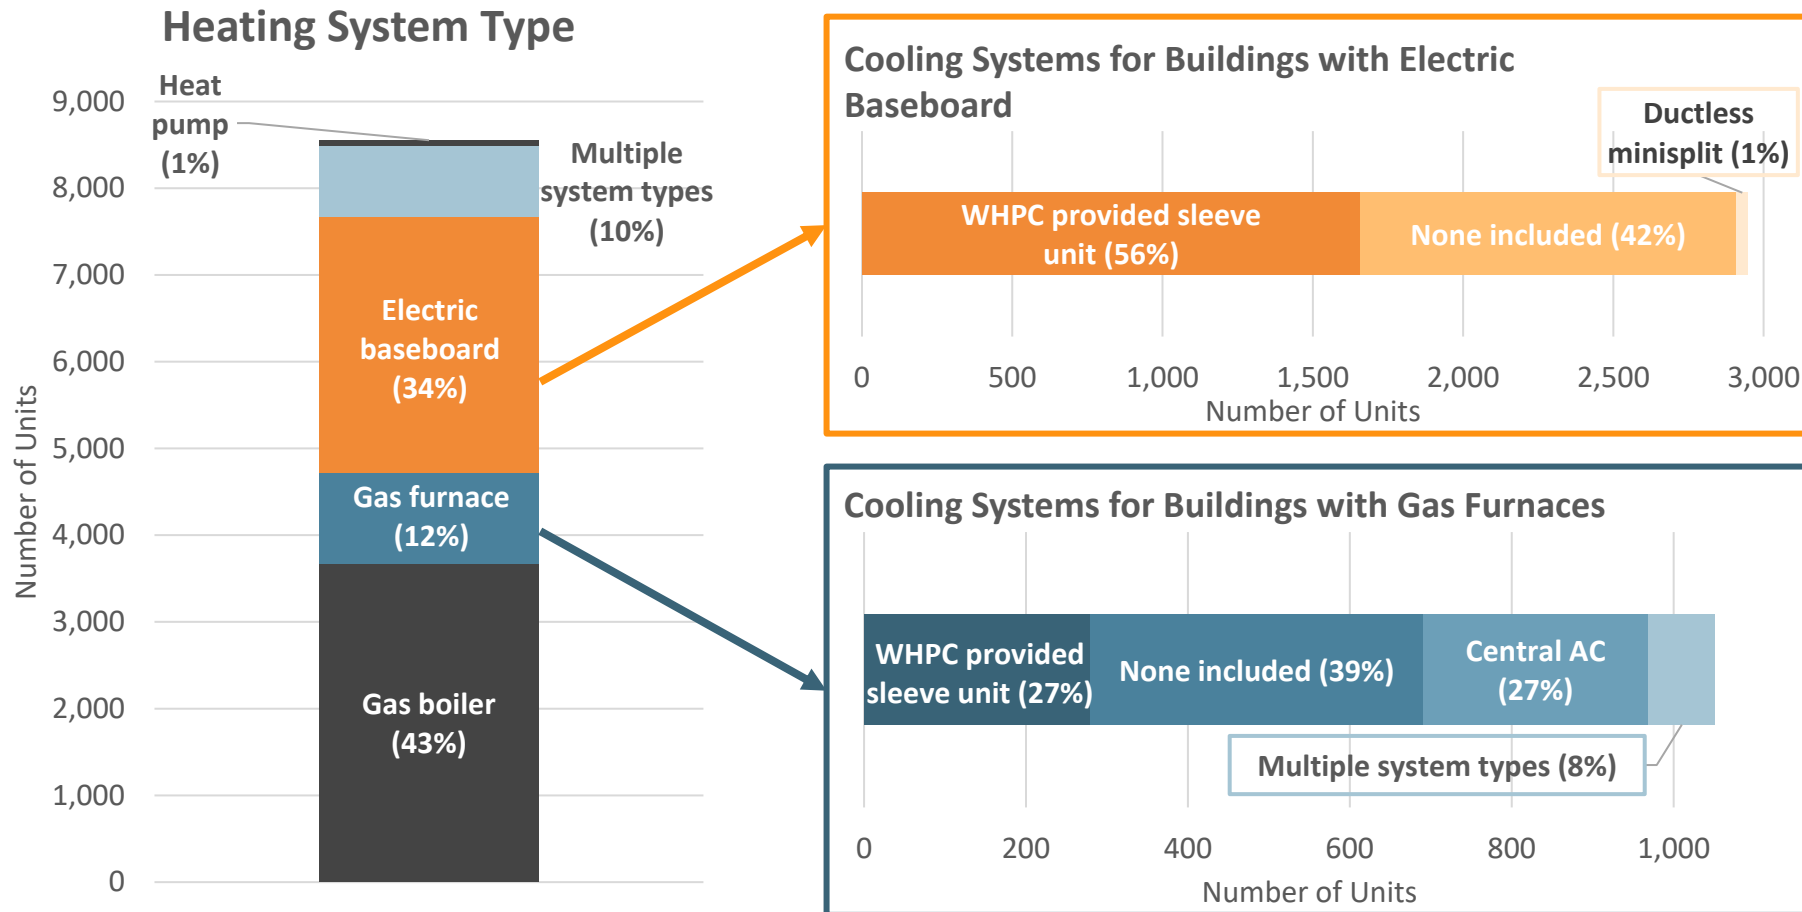 Heating System Type
Number of Units
9,000
8,000
7,000
6,000
5,000
4,000
3,000
2,000
1,000
0
Heat
pump
(1%)
Multiple
system types
(10%)
Electric
baseboard
(34%)
Gas furnace
(12%)
Gas boiler
(43%)
Cooling Systems for Buildings with Electric
Baseboard
Ductless
minisplit (1%)
WHPC provided sleeve
unit (56%)
None included (42%)
0 500 1,000 1,500 2,000 2,500 3,000
Number of Units
Cooling Systems for Buildings with Gas Furnaces
WHPC provided
sleeve unit (27%)
None included (39%)
Central AC
(27%)
Multiple system types (8%)
0 200 400 600 800 1,000
Number of Units